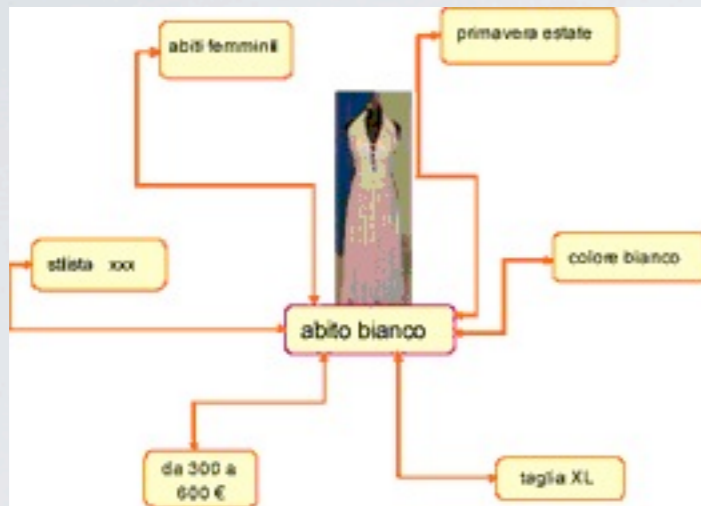 abiti femminili
primavera estate
stilista xxx
colore bianco
abito bianco
da 300 a
600 €
taglia XL